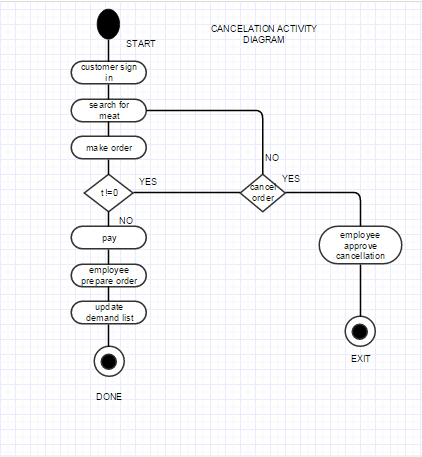 CANCELATION ACTIVITY
DIAGRAM
START
customer sign
in
search for
meat
make order
NO
YES
t !=0
cancel
order
YES
NO
pay
employee
approve
cancellation
employee
prepare order
update
demand list
EXIT
DONE